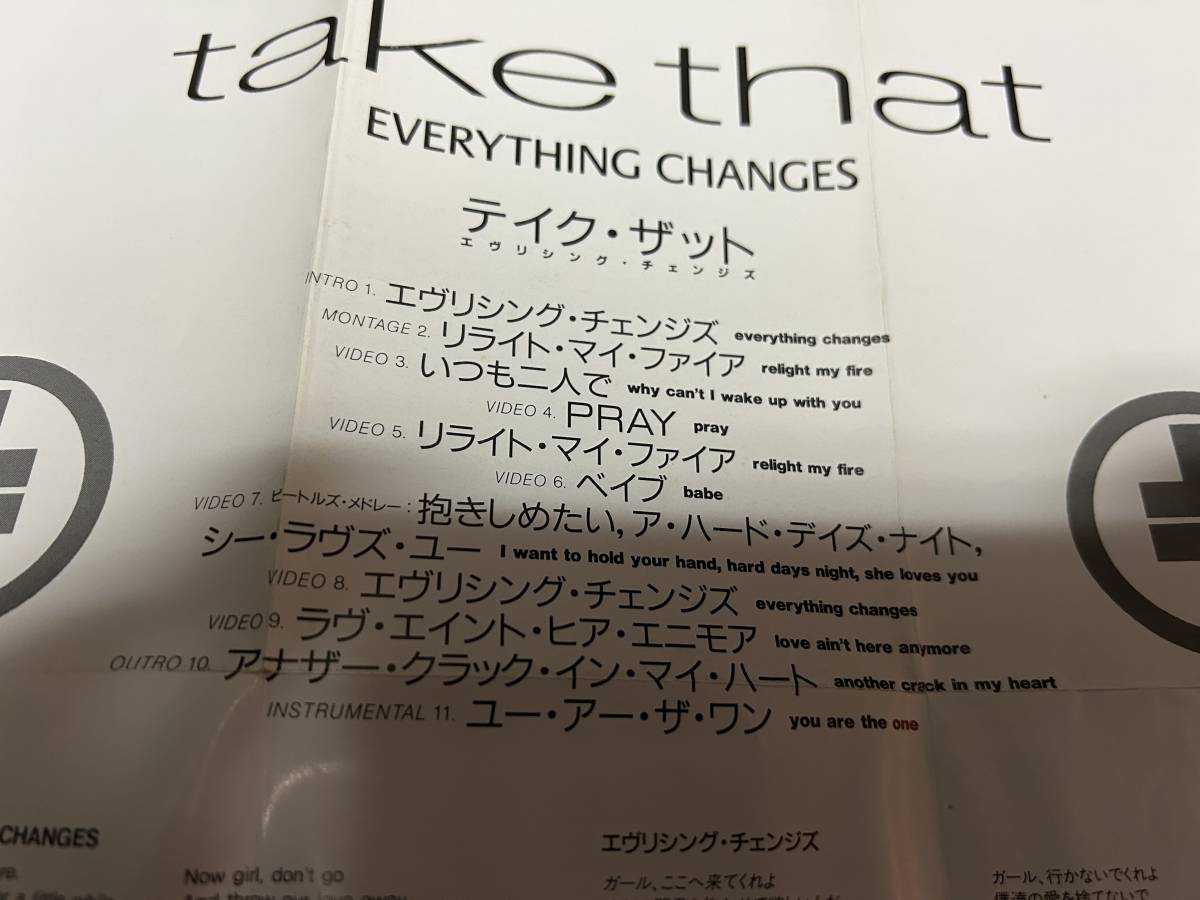 take that
EVERYTHING CHANGES
テイク・ザット
エヴリシング・チェンジズ
INTRO 1. エヴリシング・チェンジズ everything changes
MONTAGE 2. リライト・マイ・ファイア relight my fire
VIDEO 3. いつも二人で why can't I wake up with you
VIDEO 4. PRAY pray
VIDEO 5. リライト・マイ・ファイア relight my fire
VIDEO 6. ベイブ babe
VIDEO 7. ビートルズ・メドレー: 抱きしめたい, ア・ハード・デイズ・ナイト,
シー・ラヴズ・ユー I want to hold your hand, hard days night, she loves you
VIDEO 8. エヴリシング・チェンジズ everything changes
VIDEO 9. ラヴ・エイント・ヒア・エニモア love ain't here anymore
OUTRO 10. アナザー・クラック・イン・マイ・ハート another crack in my heart
INSTRUMENTAL 11. ユー・アー・ザ・ワン you are the one
CHANGES
Now girl, don't go
エヴリシング・チェンジズ
ガール、ここへ来てくれよ
ガール、行かないでくれよ